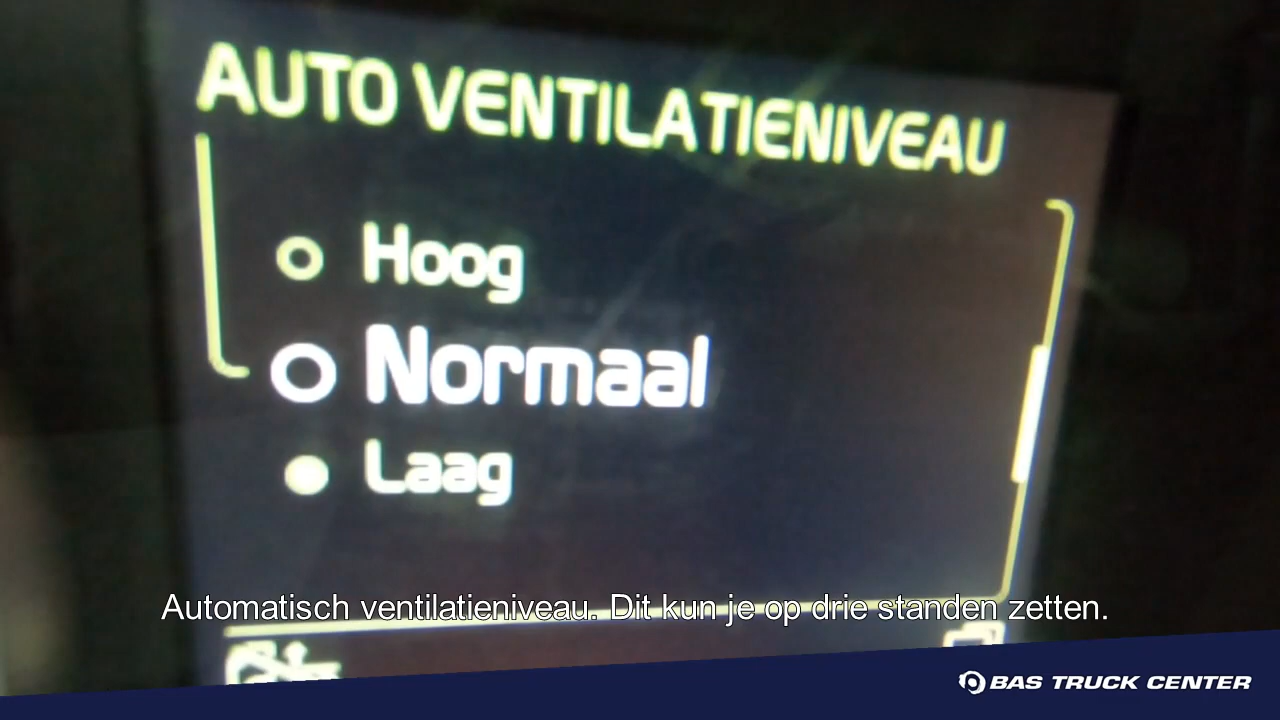 AUTO VENTILATIENIVEAU
Hoog
Normaal
Laag
Automatisch ventilatieniveau. Dit kun je op drie standen zetten.
BAS TRUCK CENTER